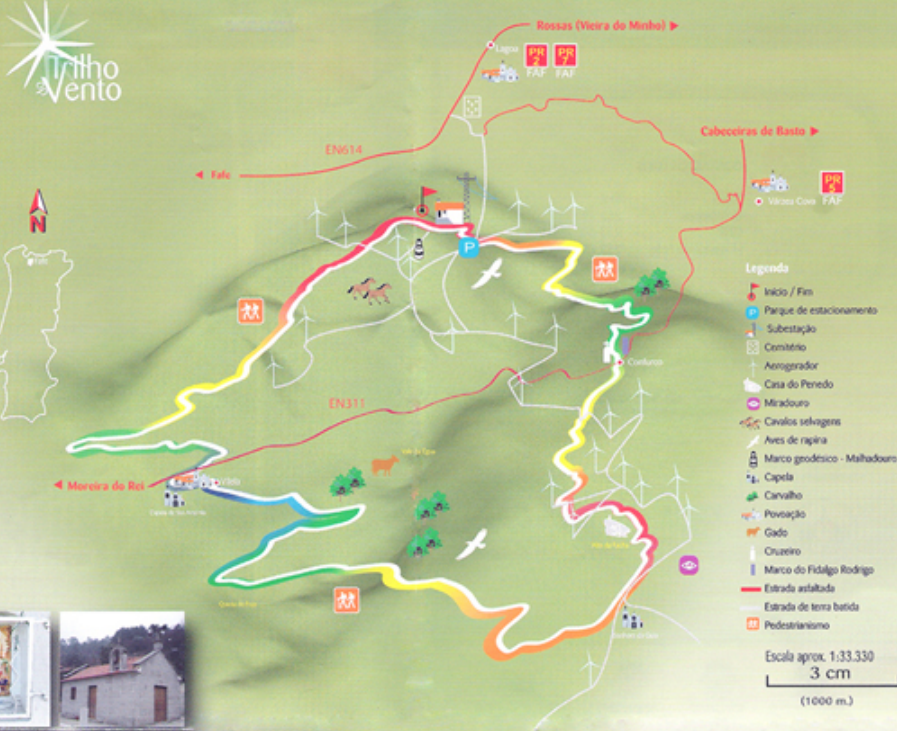 Trilho
do Vento
Rossas (Vieira do Minho)
Lagoa
PR 2
FAF
PR 7
FAF
Cabeceiras de Basto
EN614
Fafe
PR 5
FAF
Várzea Cova
N
P
Legenda
Início / Fim
Parque de estacionamento
Subestação
Cemitério
Aerogerador
Casa do Penedo
Miradouro
Cavalos selvagens
Aves de rapina
Marco geodésico - Malhadouro
Capela
Carvalho
Povoação
Gado
Cruzeiro
Marco do Fidalgo Rodrigo
Estrada asfaltada
Estrada de terra batida
Pedestrianismo
Confurco
EN311
Moreira do Rei
Escala aprox. 1:33.330
3 cm
(1000 m.)